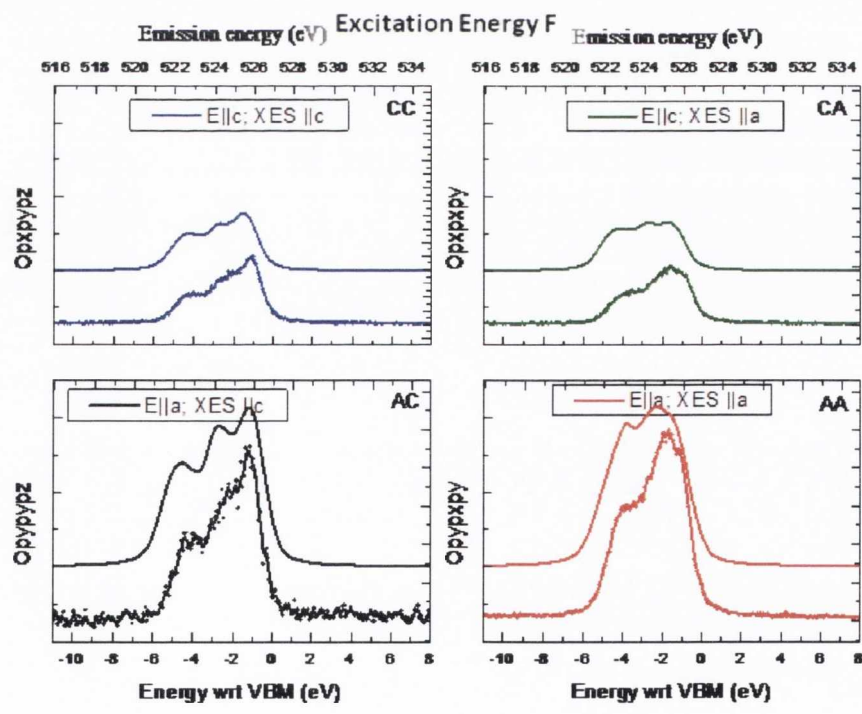 Excitation Energy F
Emission energy (eV)
Emission energy (eV)
516 518 520 522 524 526 528 530 532 534
516 518 520 522 524 526 528 530 532 534
E||c; XES ||c
CC
E||c; XES ||a
CA
Opxpypz
Opxpxpy
E||a; XES ||c
AC
E||a; XES ||a
AA
Opypypz
Opypxpy
-10 -8 -6 -4 -2 0 2 4 6 8
-10 -8 -6 -4 -2 0 2 4 6 8
Energy wrt VBM (eV)
Energy wrt VBM (eV)